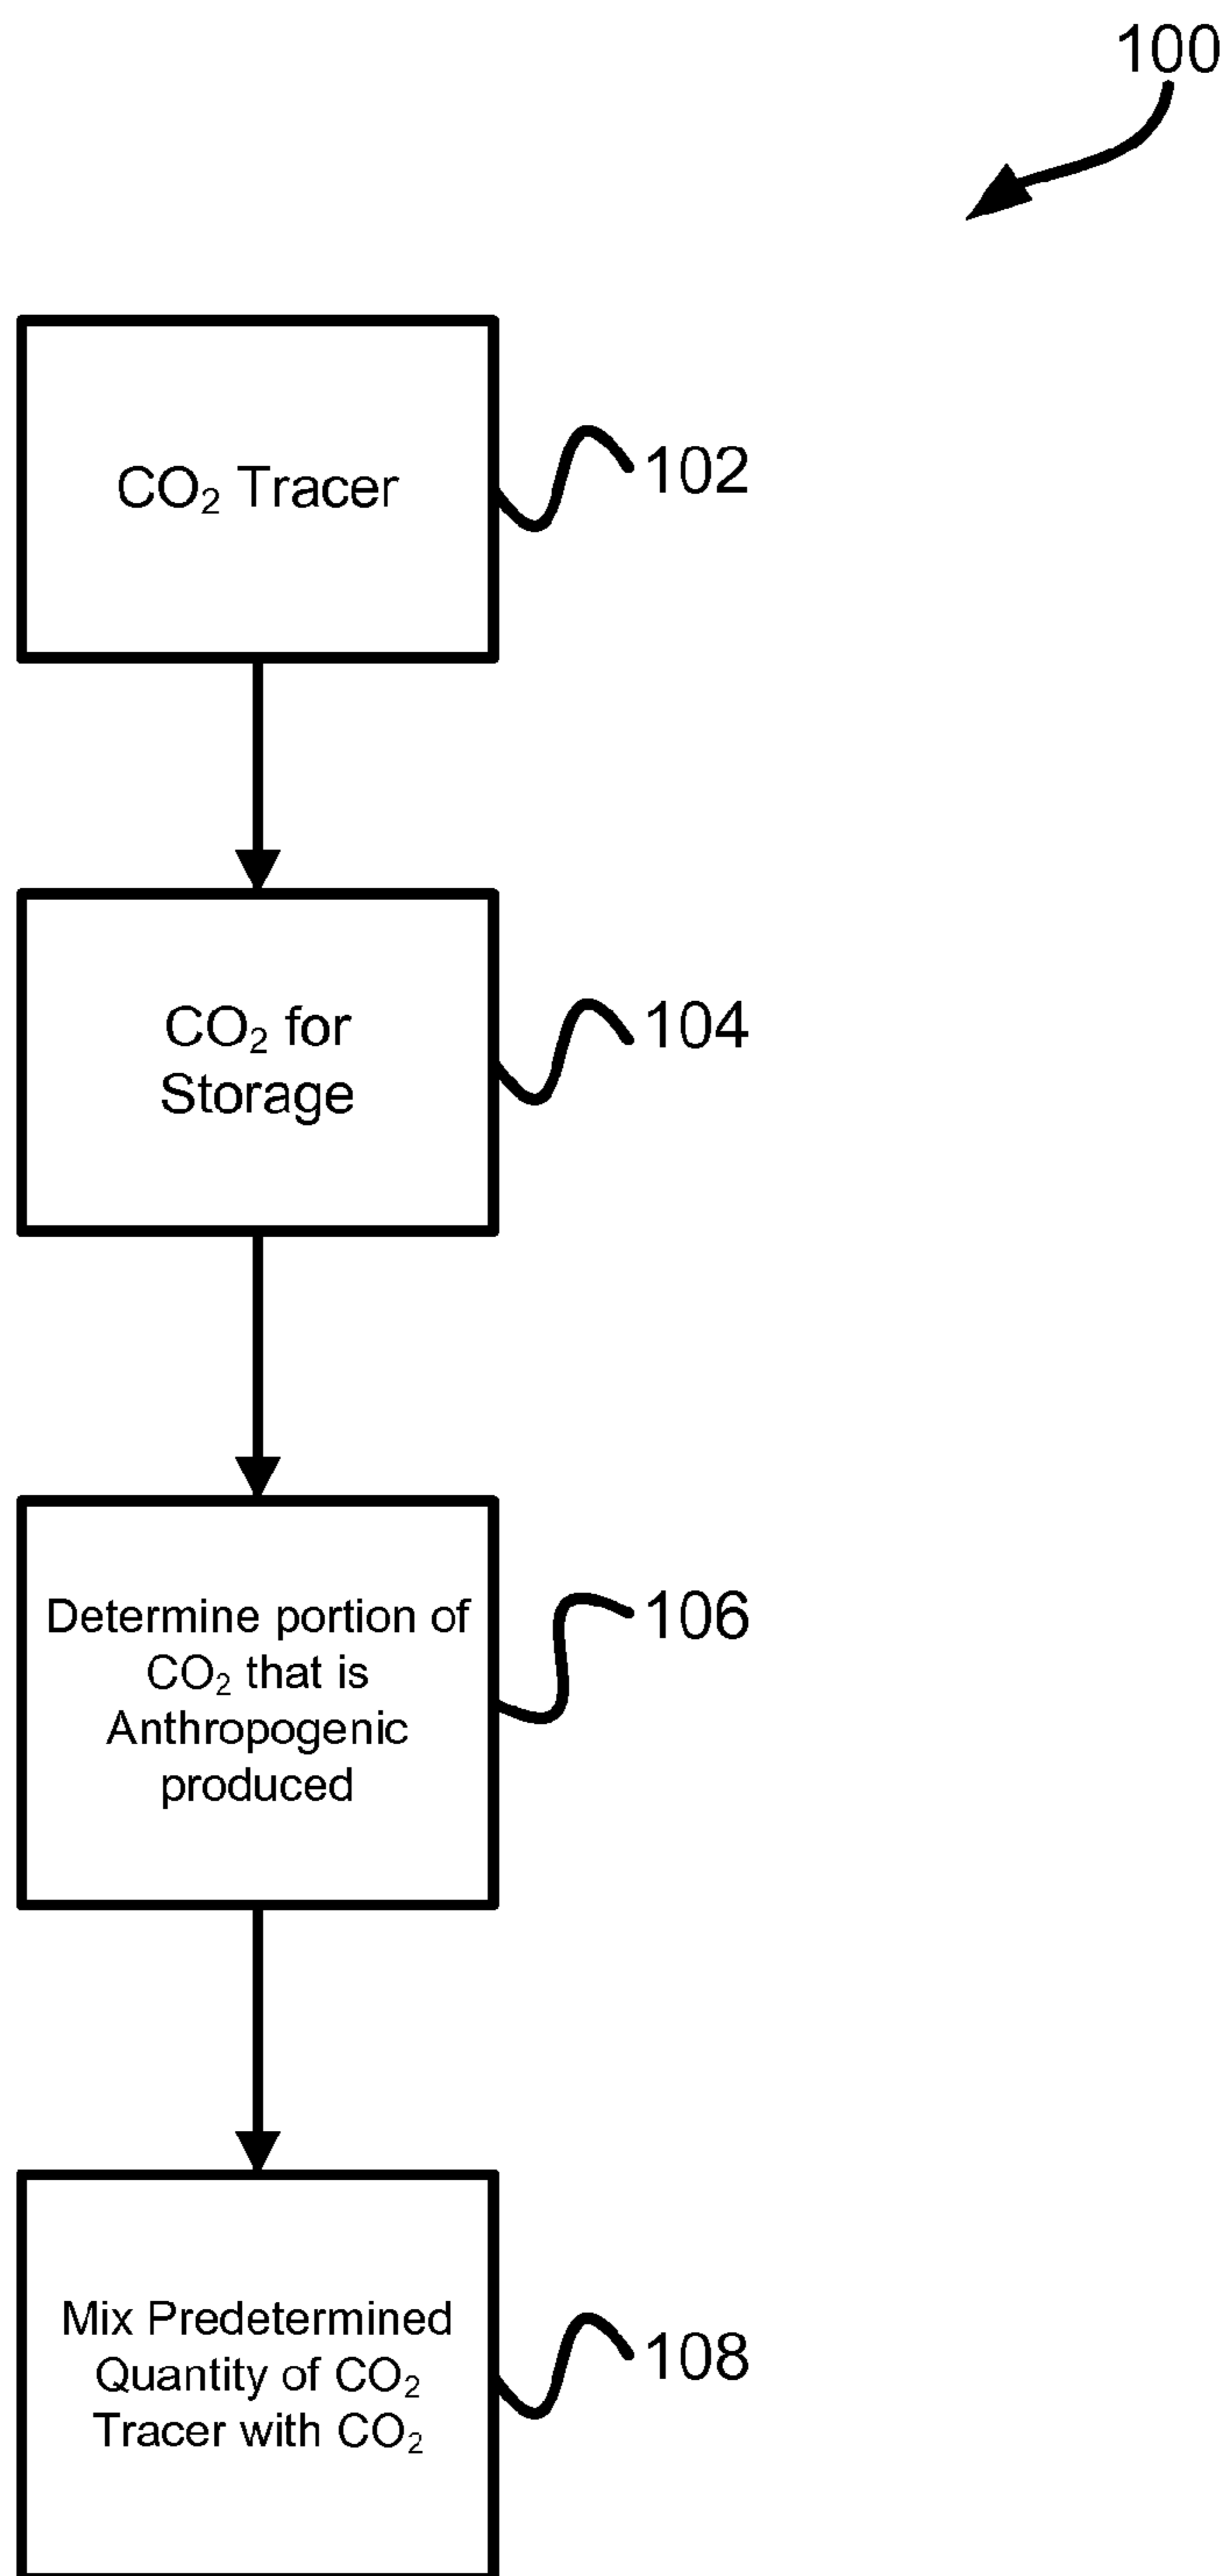 100
CO₂ Tracer
102
CO₂ for
Storage
104
Determine portion of
CO₂ that is
Anthropogenic
produced
106
Mix Predetermined
Quantity of CO₂
Tracer with CO₂
108